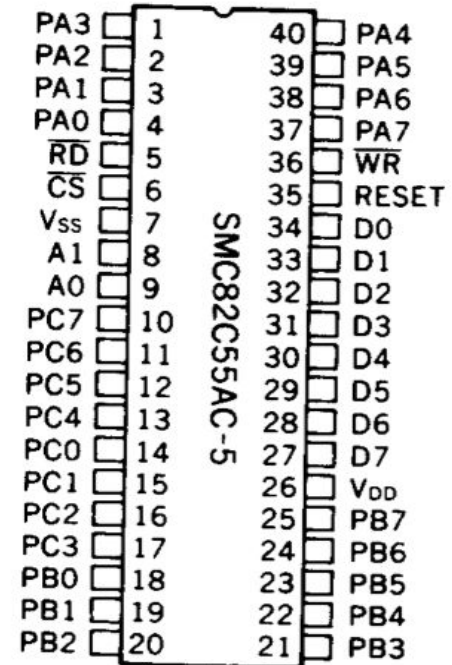 PA3 1 40 PA4
PA2 2 39 PA5
PA1 3 38 PA6
PA0 4 37 PA7
R̅D̅ 5 36 W̅R̅
C̅S̅ 6 35 RESET
Vss 7 34 D0
A1 8 33 D1
A0 9 32 D2
PC7 10 31 D3
PC6 11 30 D4
PC5 12 29 D5
PC4 13 28 D6
PC0 14 27 D7
PC1 15 26 VDD
PC2 16 25 PB7
PC3 17 24 PB6
PB0 18 23 PB5
PB1 19 22 PB4
PB2 20 21 PB3
SMC82C55AC-5